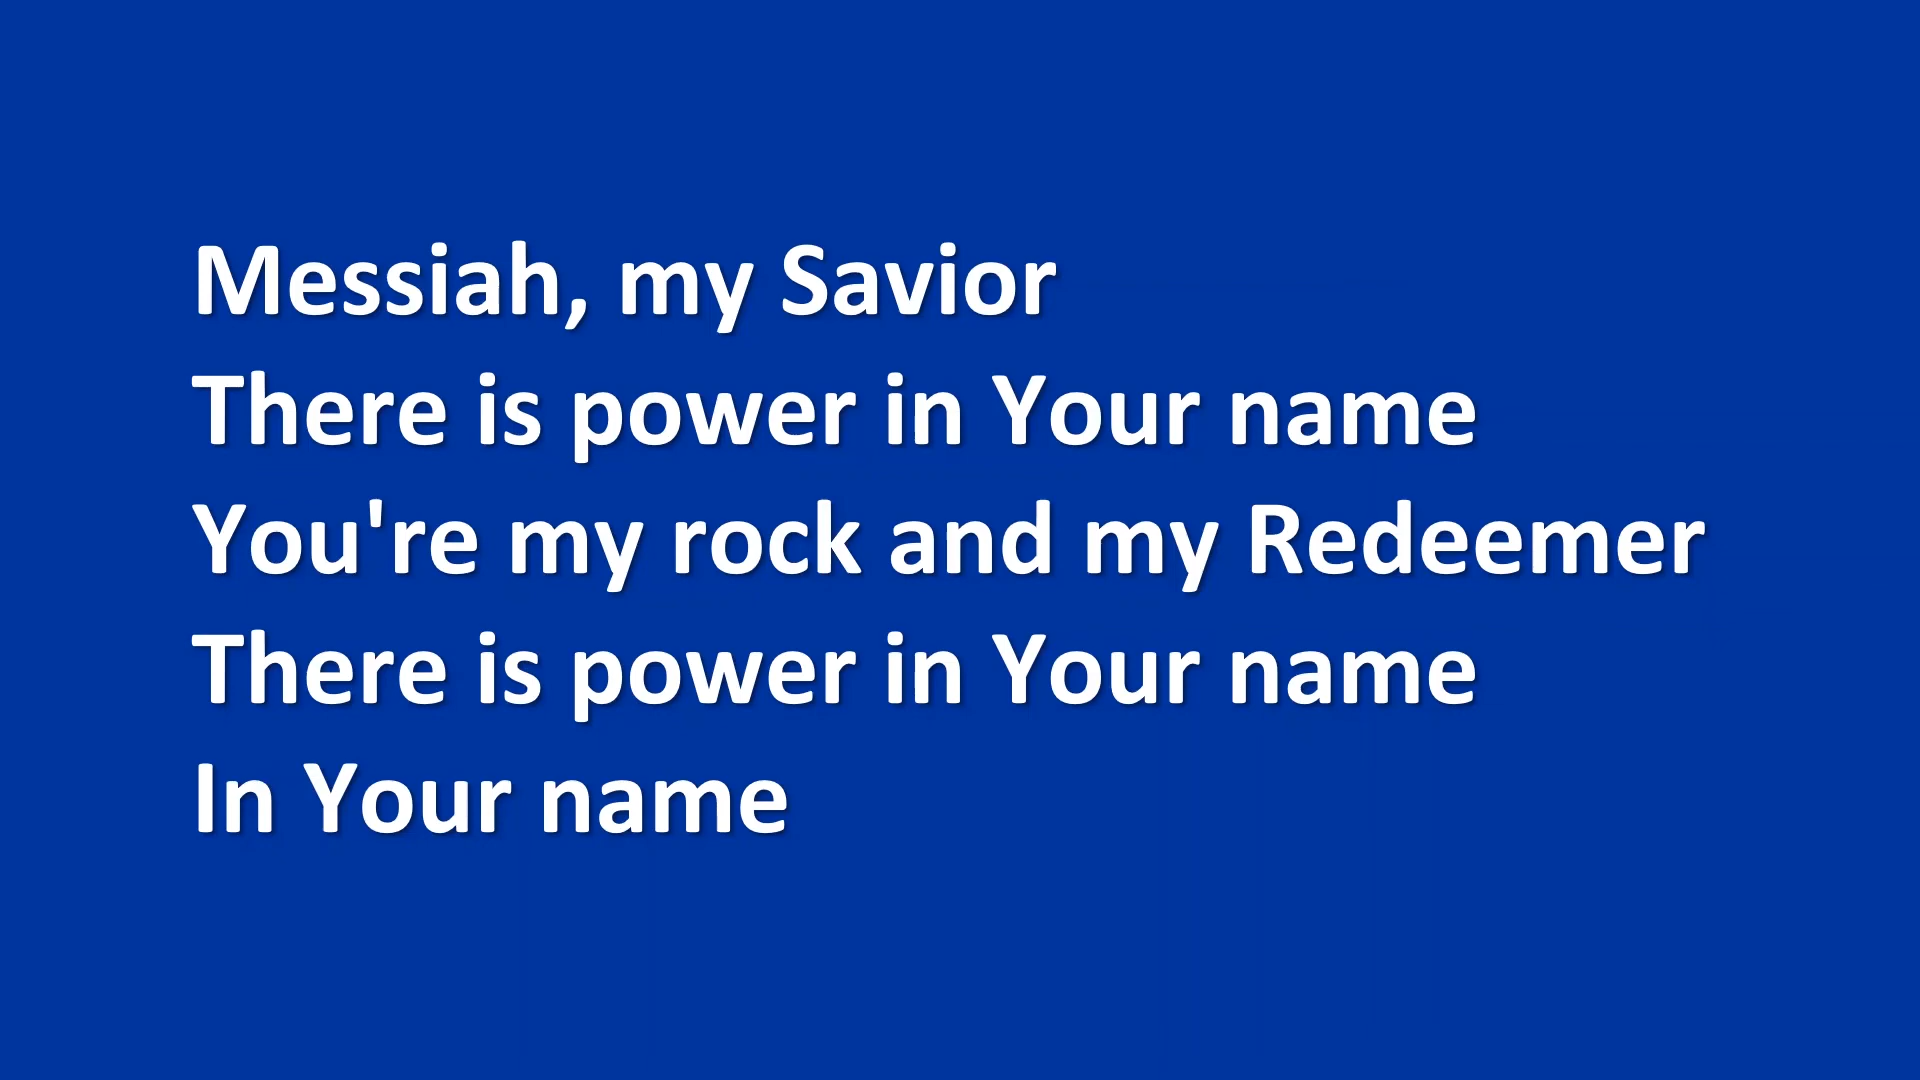 Messiah, my Savior
There is power in Your name
You're my rock and my Redeemer
There is power in Your name
In Your name